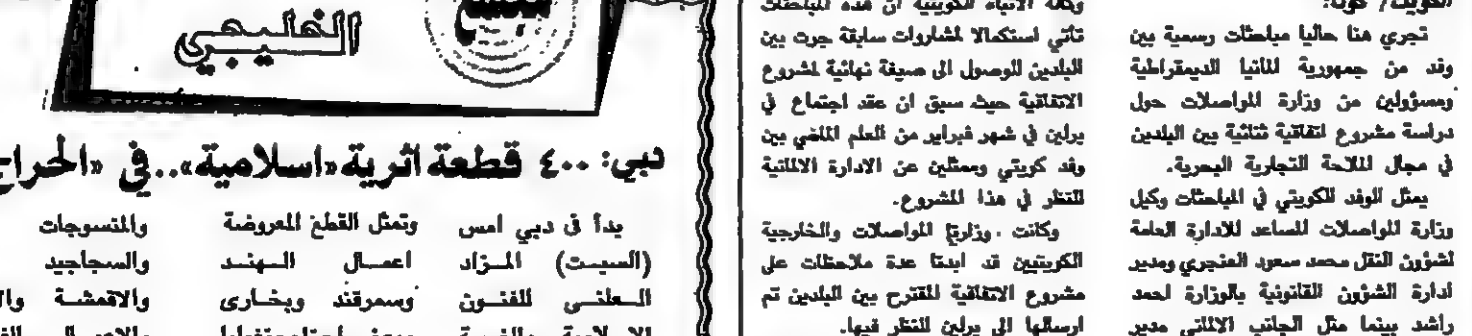 الكويت / كونا:
تجري هنا حاليا مباحثات رسمية بين
وفد من جمهورية المانيا الديمقراطية
ومسؤولين من وزارة المواصلات حول
دراسة مشروع اتفاقية ثنائية بين البلدين
في مجال الملاحة التجارية البحرية.
يمثل الوفد الكويتي في المباحثات وكيل
وزارة المواصلات المساعد للادارة العامة
لشؤون النقل محمد سعود العنجري ومدير
ادارة الشؤون القانونية بالوزارة احمد
راشد بينما مثل الجانب الالماني مدير
وكالة الانباء الكويتية ان هذه المباحثات
تأتي استكمالا لمشاروات سابقة جرت بين
البلدين للوصول الى صيغة نهائية لمشروع
الاتفاقية حيث سبق ان عقد اجتماع في
برلين في شهر فبراير من العام الماضي بين
وفد كويتي وممثلين عن الادارة الالمانية
للنظر في هذا المشروع.
وكانت وزارتا المواصلات والخارجية
الكويتيين قد ابدتا عدة ملاحظات على
مشروع الاتفاقية المقترح بين البلدين تم
ارسالها الى برلين للنظر فيها.
الخليجي
دبي: ٤٠٠ قطعة اثرية «اسلامية»..في «الحراج
يبدأ في دبي امس
(السبت) المزاد
العلني للفنون
وتمثل القطع المعروضة
اعمال الهند
وسمرقند وبخارى
والمنسوجات
والسجاجيد
والاقمشة